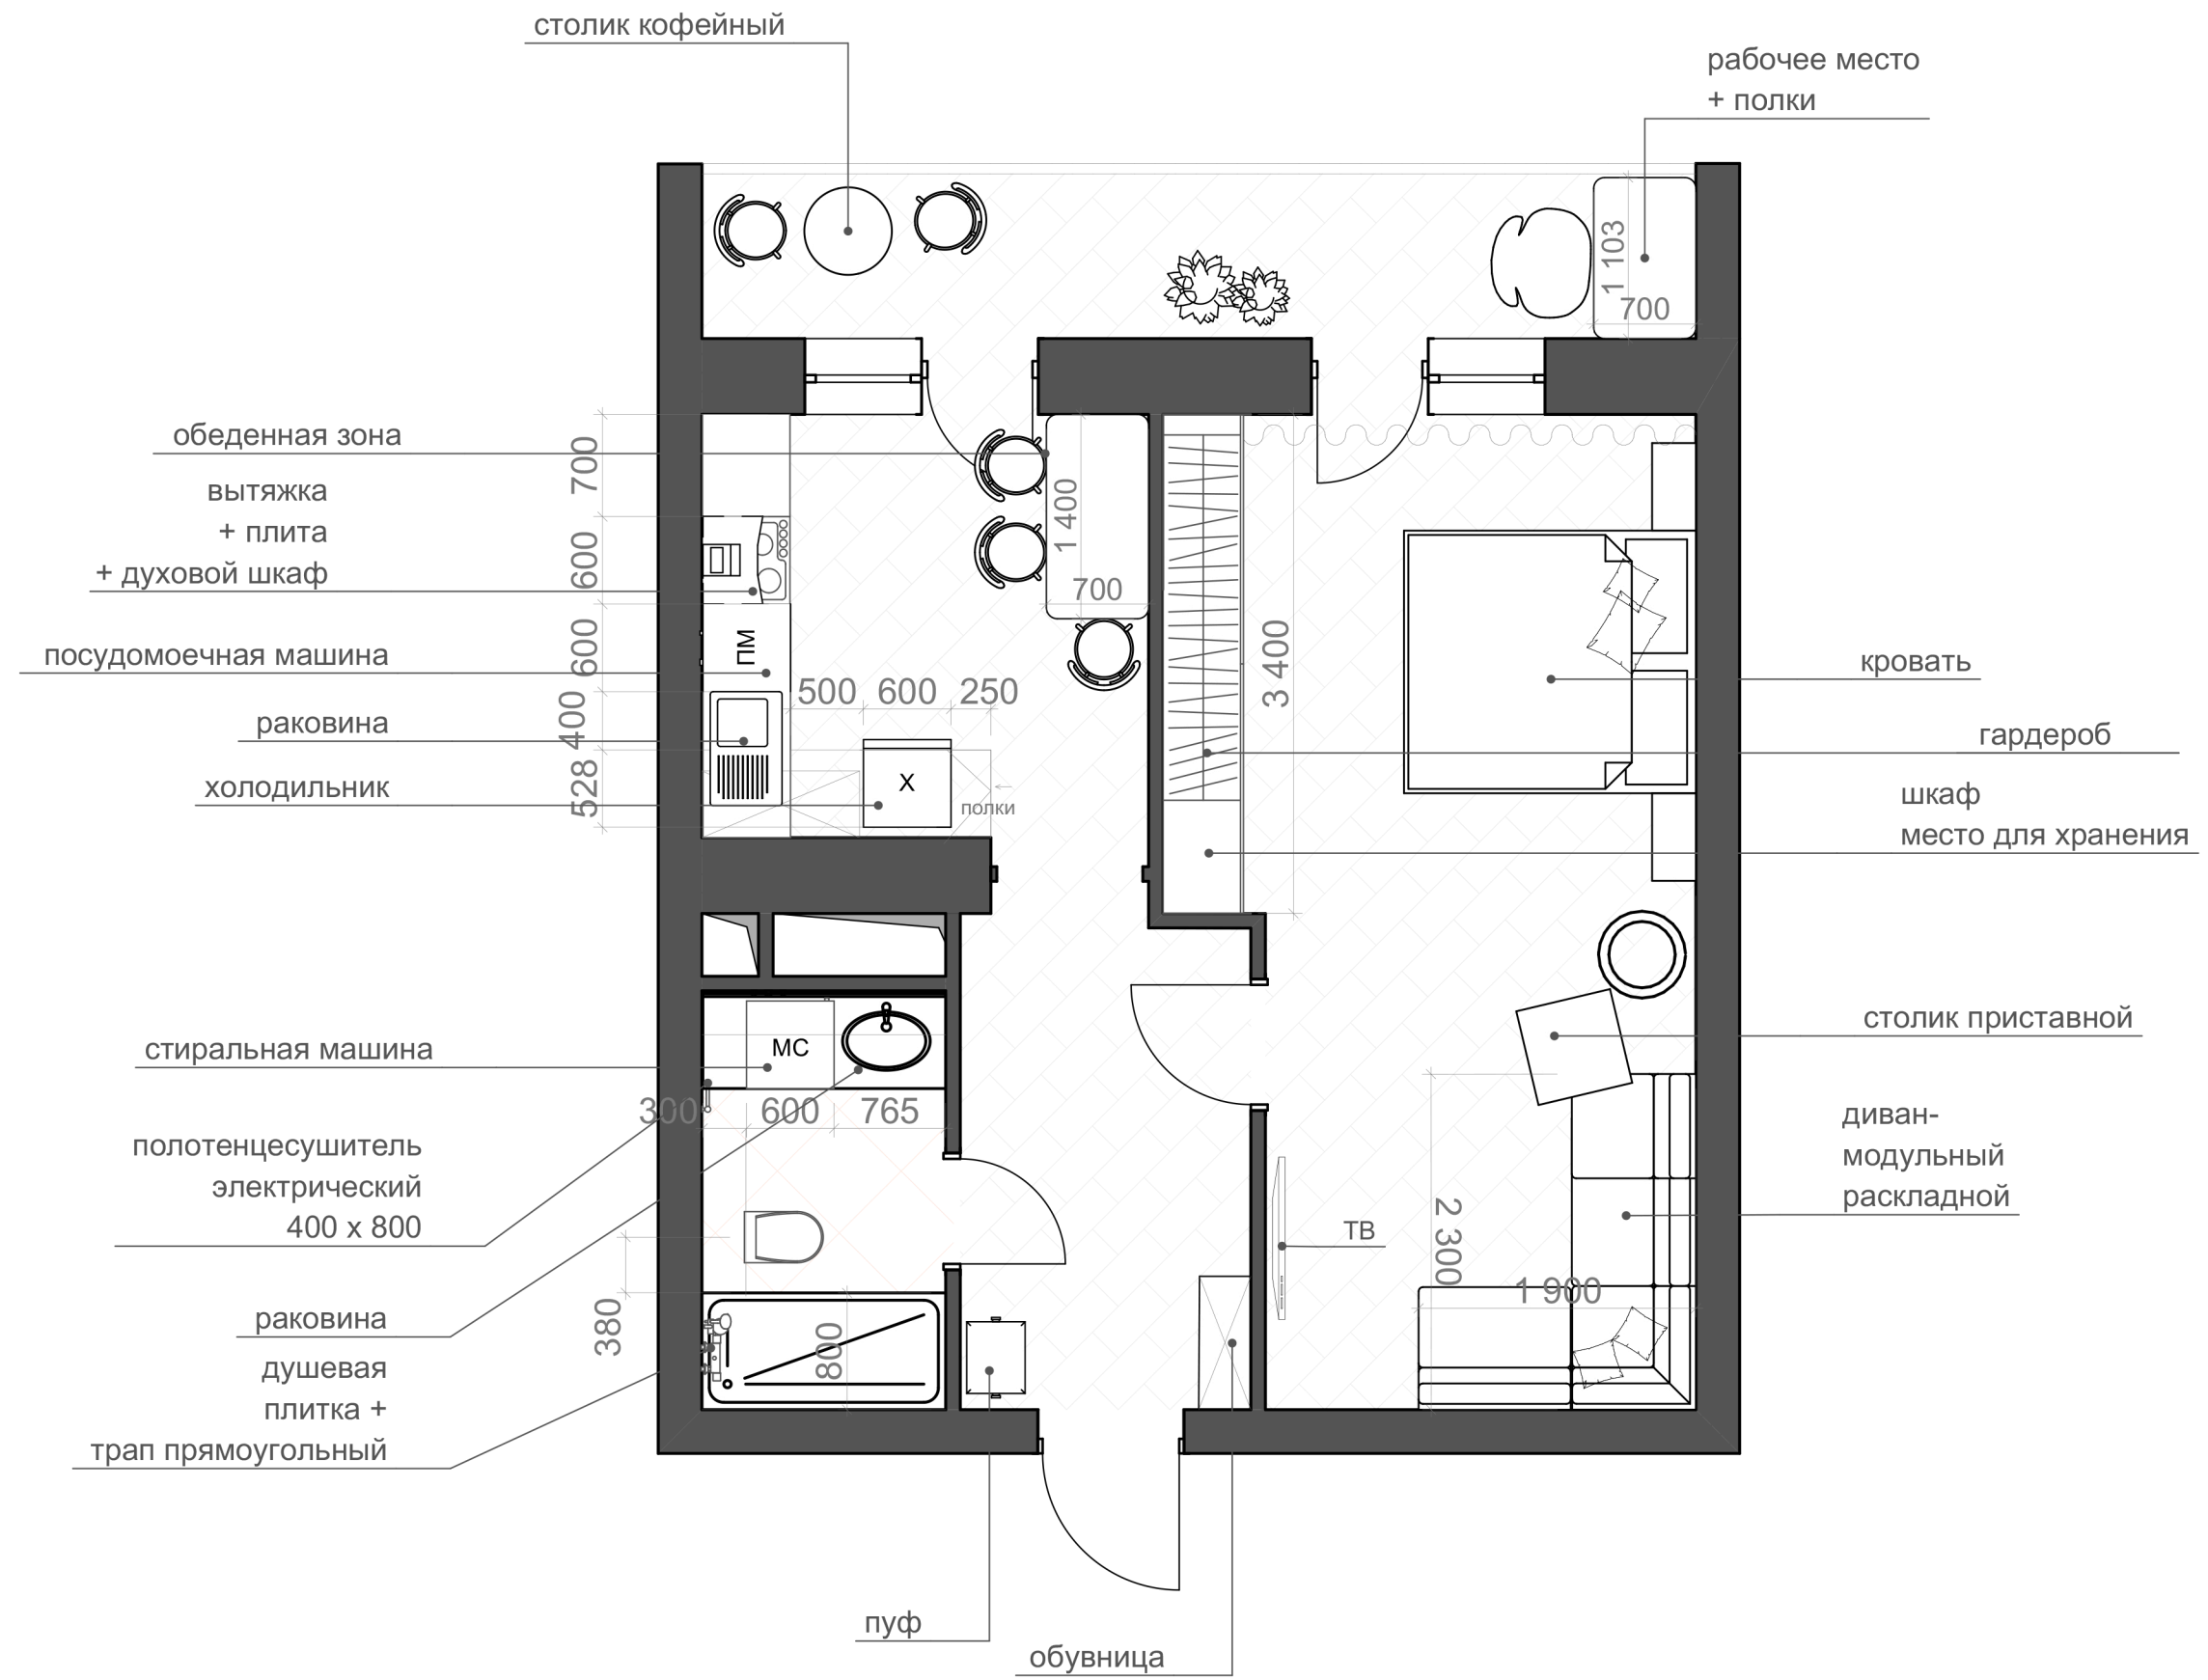 столик кофейный
рабочее место
+ полки
1 103
700
обеденная зона
вытяжка
+ плита
+ духовой шкаф
посудомоечная машина
раковина
холодильник
700
600
600
400
528
ПМ
500
600
250
Х
полки
1 400
700
3 400
кровать
гардероб
шкаф
место для хранения
столик приставной
диван-
модульный
раскладной
стиральная машина
МС
300
600
765
полотенцесушитель
электрический
400 х 800
раковина
душевая
плитка +
трап прямоугольный
380
800
ТВ
2 300
1 900
пуф
обувница